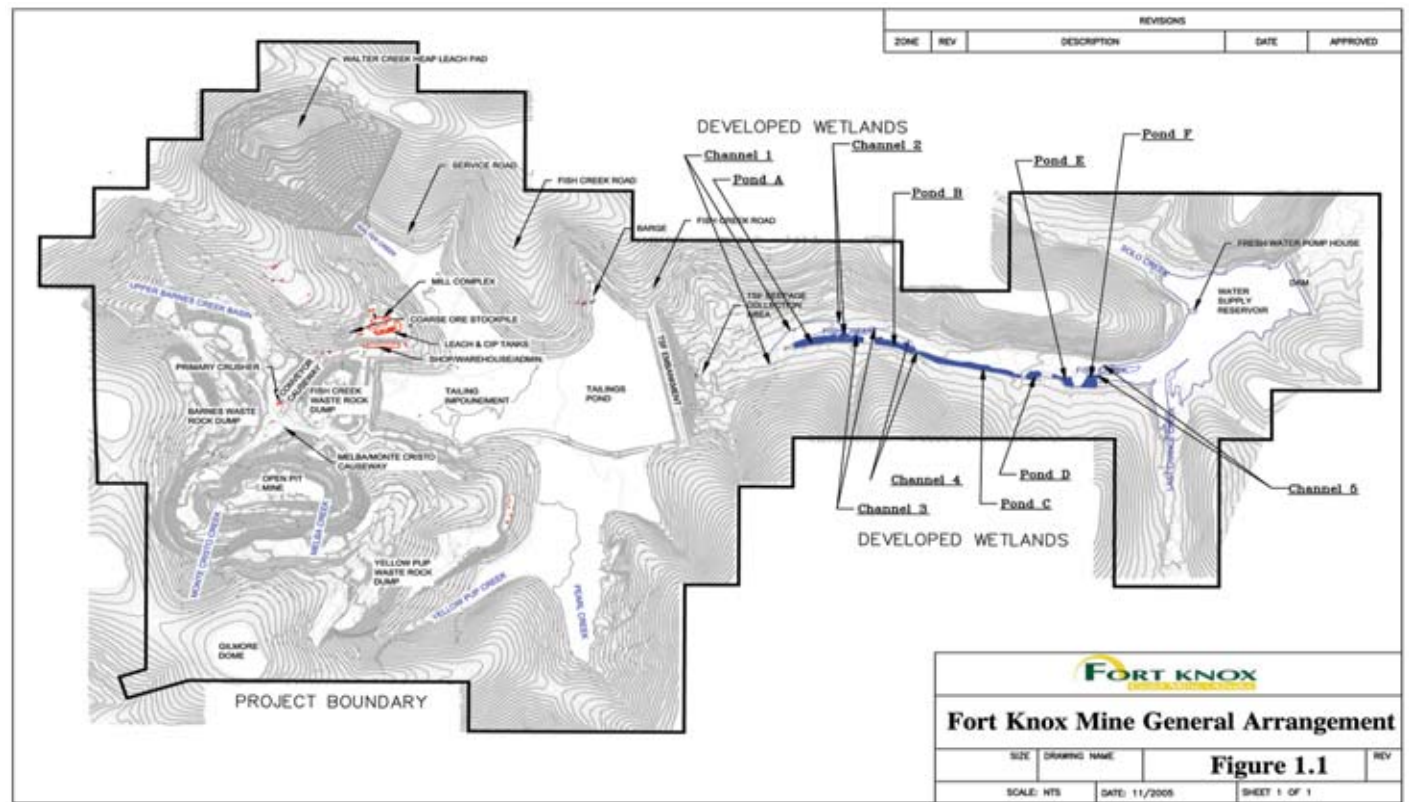 REVISIONS
ZONE REV DESCRIPTION DATE APPROVED
WALTER CREEK HEAP LEACH PAD
SERVICE ROAD
FISH CREEK ROAD
FISH CREEK ROAD
BARGE
MILL COMPLEX
UPPER BARNES CREEK BASIN
COARSE ORE STOCKPILE
LEACH & CIP TANKS
SHOP/WAREHOUSE/ADMIN.
PRIMARY CRUSHER
CONVEYOR
CAUSEWAY
FISH CREEK
WASTE ROCK
DUMP
BARNES WASTE
ROCK DUMP
TAILING
IMPOUNDMENT
TAILINGS
POND
TSF EMBANKMENT
TSF SEEPAGE
COLLECTION
AREA
MELBA/MONTE CRISTO
CAUSEWAY
OPEN PIT
MINE
MONTE CRISTO CREEK
MELBA CREEK
YELLOW PUP
WASTE ROCK
DUMP
YELLOW PUP CREEK
PEARL CREEK
GILMORE
DOME
PROJECT BOUNDARY
DEVELOPED WETLANDS
Channel 1
Pond A
Channel 2
Pond B
Pond E
Pond F
SOLO CREEK
FRESH WATER PUMP HOUSE
WATER
SUPPLY
RESERVOIR
DAM
LAST CHANCE CREEK
Channel 4
Pond D
Channel 3
Pond C
Channel 5
DEVELOPED WETLANDS
FORT KNOX
Fort Knox Mine General Arrangement
SIZE DRAWING NAME Figure 1.1 REV
SCALE: NTS DATE: 11/2005 SHEET 1 OF 1